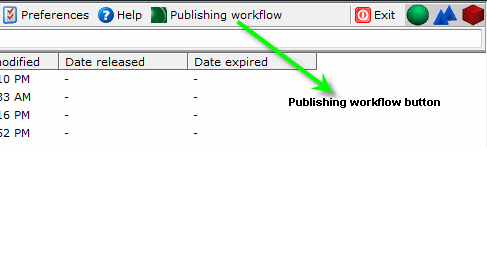 Preferences Help Publishing workflow Exit
modified Date released Date expired
10 PM - -
33 AM - -
16 PM - -
52 PM - -
Publishing workflow button